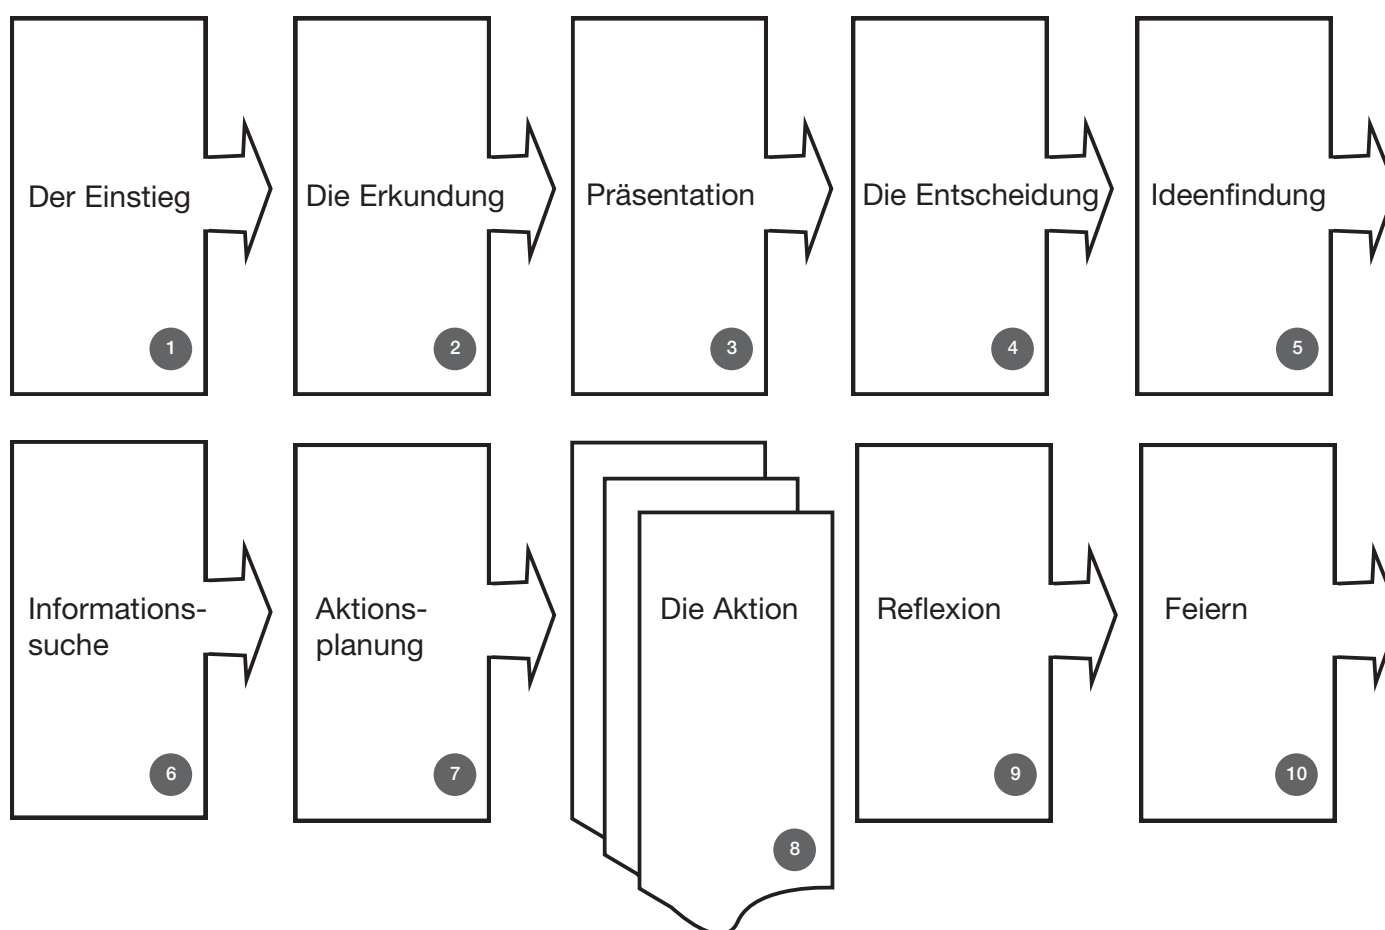 Der Einstieg
1
Die Erkundung
2
Präsentation
3
Die Entscheidung
4
Ideenfindung
5
Informations-
suche
6
Aktions-
planung
7
Die Aktion
8
Reflexion
9
Feiern
10